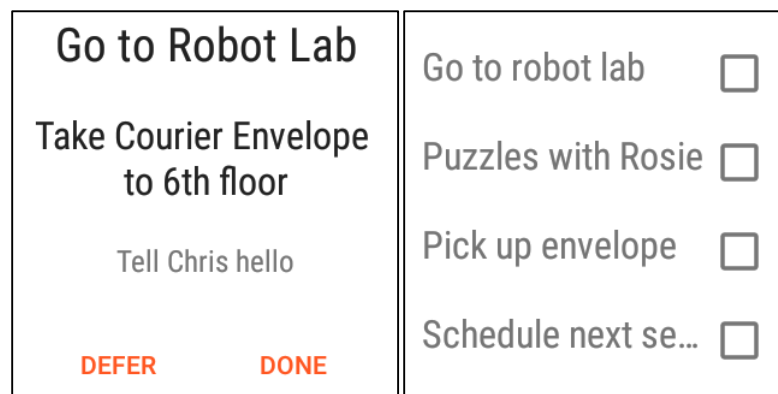 Go to Robot Lab
Take Courier Envelope
to 6th floor
Tell Chris hello
DEFER DONE
Go to robot lab
Puzzles with Rosie
Pick up envelope
Schedule next se...